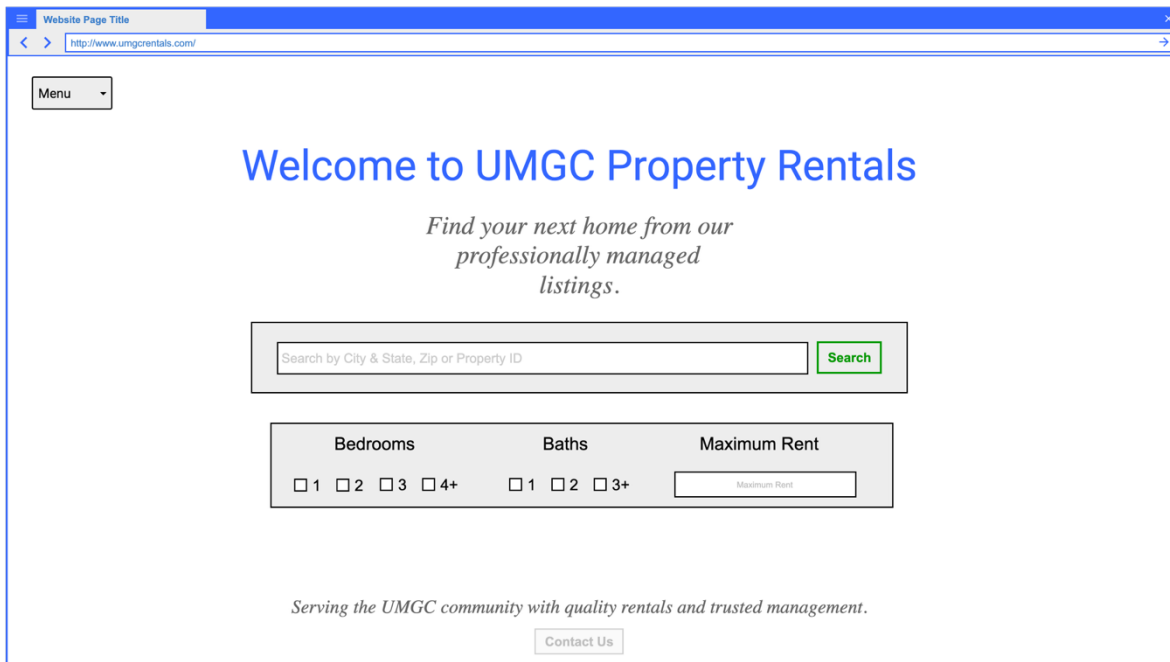 Website Page Title
http://www.umgcrentals.com/
Menu
Welcome to UMGC Property Rentals
Find your next home from our
professionally managed
listings.
Search by City & State, Zip or Property ID
Search
Bedrooms Baths Maximum Rent
1 2 3 4+ 1 2 3+ Maximum Rent
Serving the UMGC community with quality rentals and trusted management.
Contact Us